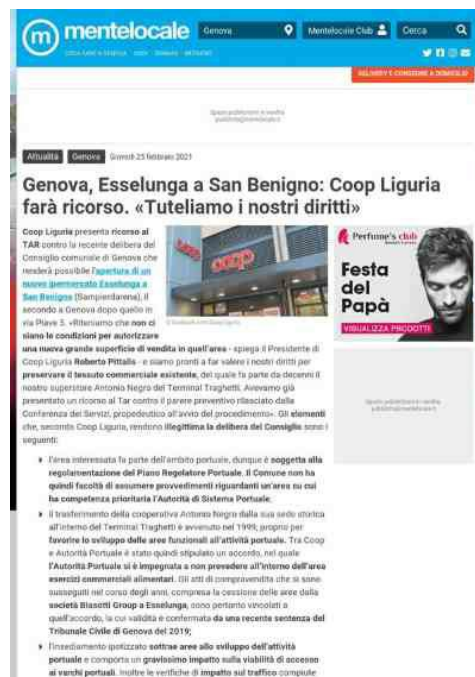 mentelocale
Genova
Mentelocale Club
Cerca
DELIVERY E CONSEGNE A DOMICILIO
Attualità Genova Giovedì 25 febbraio 2021
Genova, Esselunga a San Benigno: Coop Liguria
farà ricorso. «Tuteliamo i nostri diritti»
Coop Liguria presenta ricorso al
TAR contro la recente delibera del
Consiglio comunale di Genova che
renderà possibile l'apertura di un
nuovo ipermercato Esselunga a
San Benigno (Sampierdarena), il
secondo a Genova dopo quello in
via Piave 5. «Riteniamo che non ci
siano le condizioni per autorizzare
una nuova grande superficie di vendita in quell'area - spiega il Presidente di
Coop Liguria Roberto Pittalis - e siamo pronti a far valere i nostri diritti per
preservare il tessuto commerciale esistente, del quale fa parte da decenni il
nostro superstore Antonio Negro del Terminal Traghetti. Avevamo già
presentato un ricorso al Tar contro il parere preventivo rilasciato dalla
Conferenza dei Servizi, propedeutico all'avvio del procedimento». Gli elementi
che, secondo Coop Liguria, rendono illegittima la delibera del Consiglio sono i
seguenti:
l'area interessata fa parte dell'ambito portuale, dunque è soggetta alla
regolamentazione del Piano Regolatore Portuale. Il Comune non ha
quindi facoltà di assumere provvedimenti riguardanti un'area su cui
ha competenza prioritaria l'Autorità di Sistema Portuale;
il trasferimento della cooperativa Antonio Negro dalla sua sede storica
all'interno del Terminal Traghetti è avvenuto nel 1999, proprio per
favorire lo sviluppo delle aree funzionali all'attività portuale. Tra Coop
e Autorità Portuale è stato quindi stipulato un accordo, nel quale
l'Autorità Portuale si è impegnata a non prevedere all'interno dell'area
esercizi commerciali alimentari. Gli atti di compravendita che si sono
susseguiti nel corso degli anni, compresa la cessione delle aree dalla
società Biasotti Group a Esselunga, sono pertanto vincolati a
quell'accordo, la cui validità è confermata da una recente sentenza del
Tribunale Civile di Genova del 2019;
l'insediamento ipotizzato sottrae aree allo sviluppo dell'attività
portuale e comporta un gravissimo impatto sulla viabilità di accesso
ai varchi portuali. Inoltre le verifiche di impatto sul traffico compiute
coop
Perfume's club
Festa
del
Papà
VISUALIZZA PRODOTTI